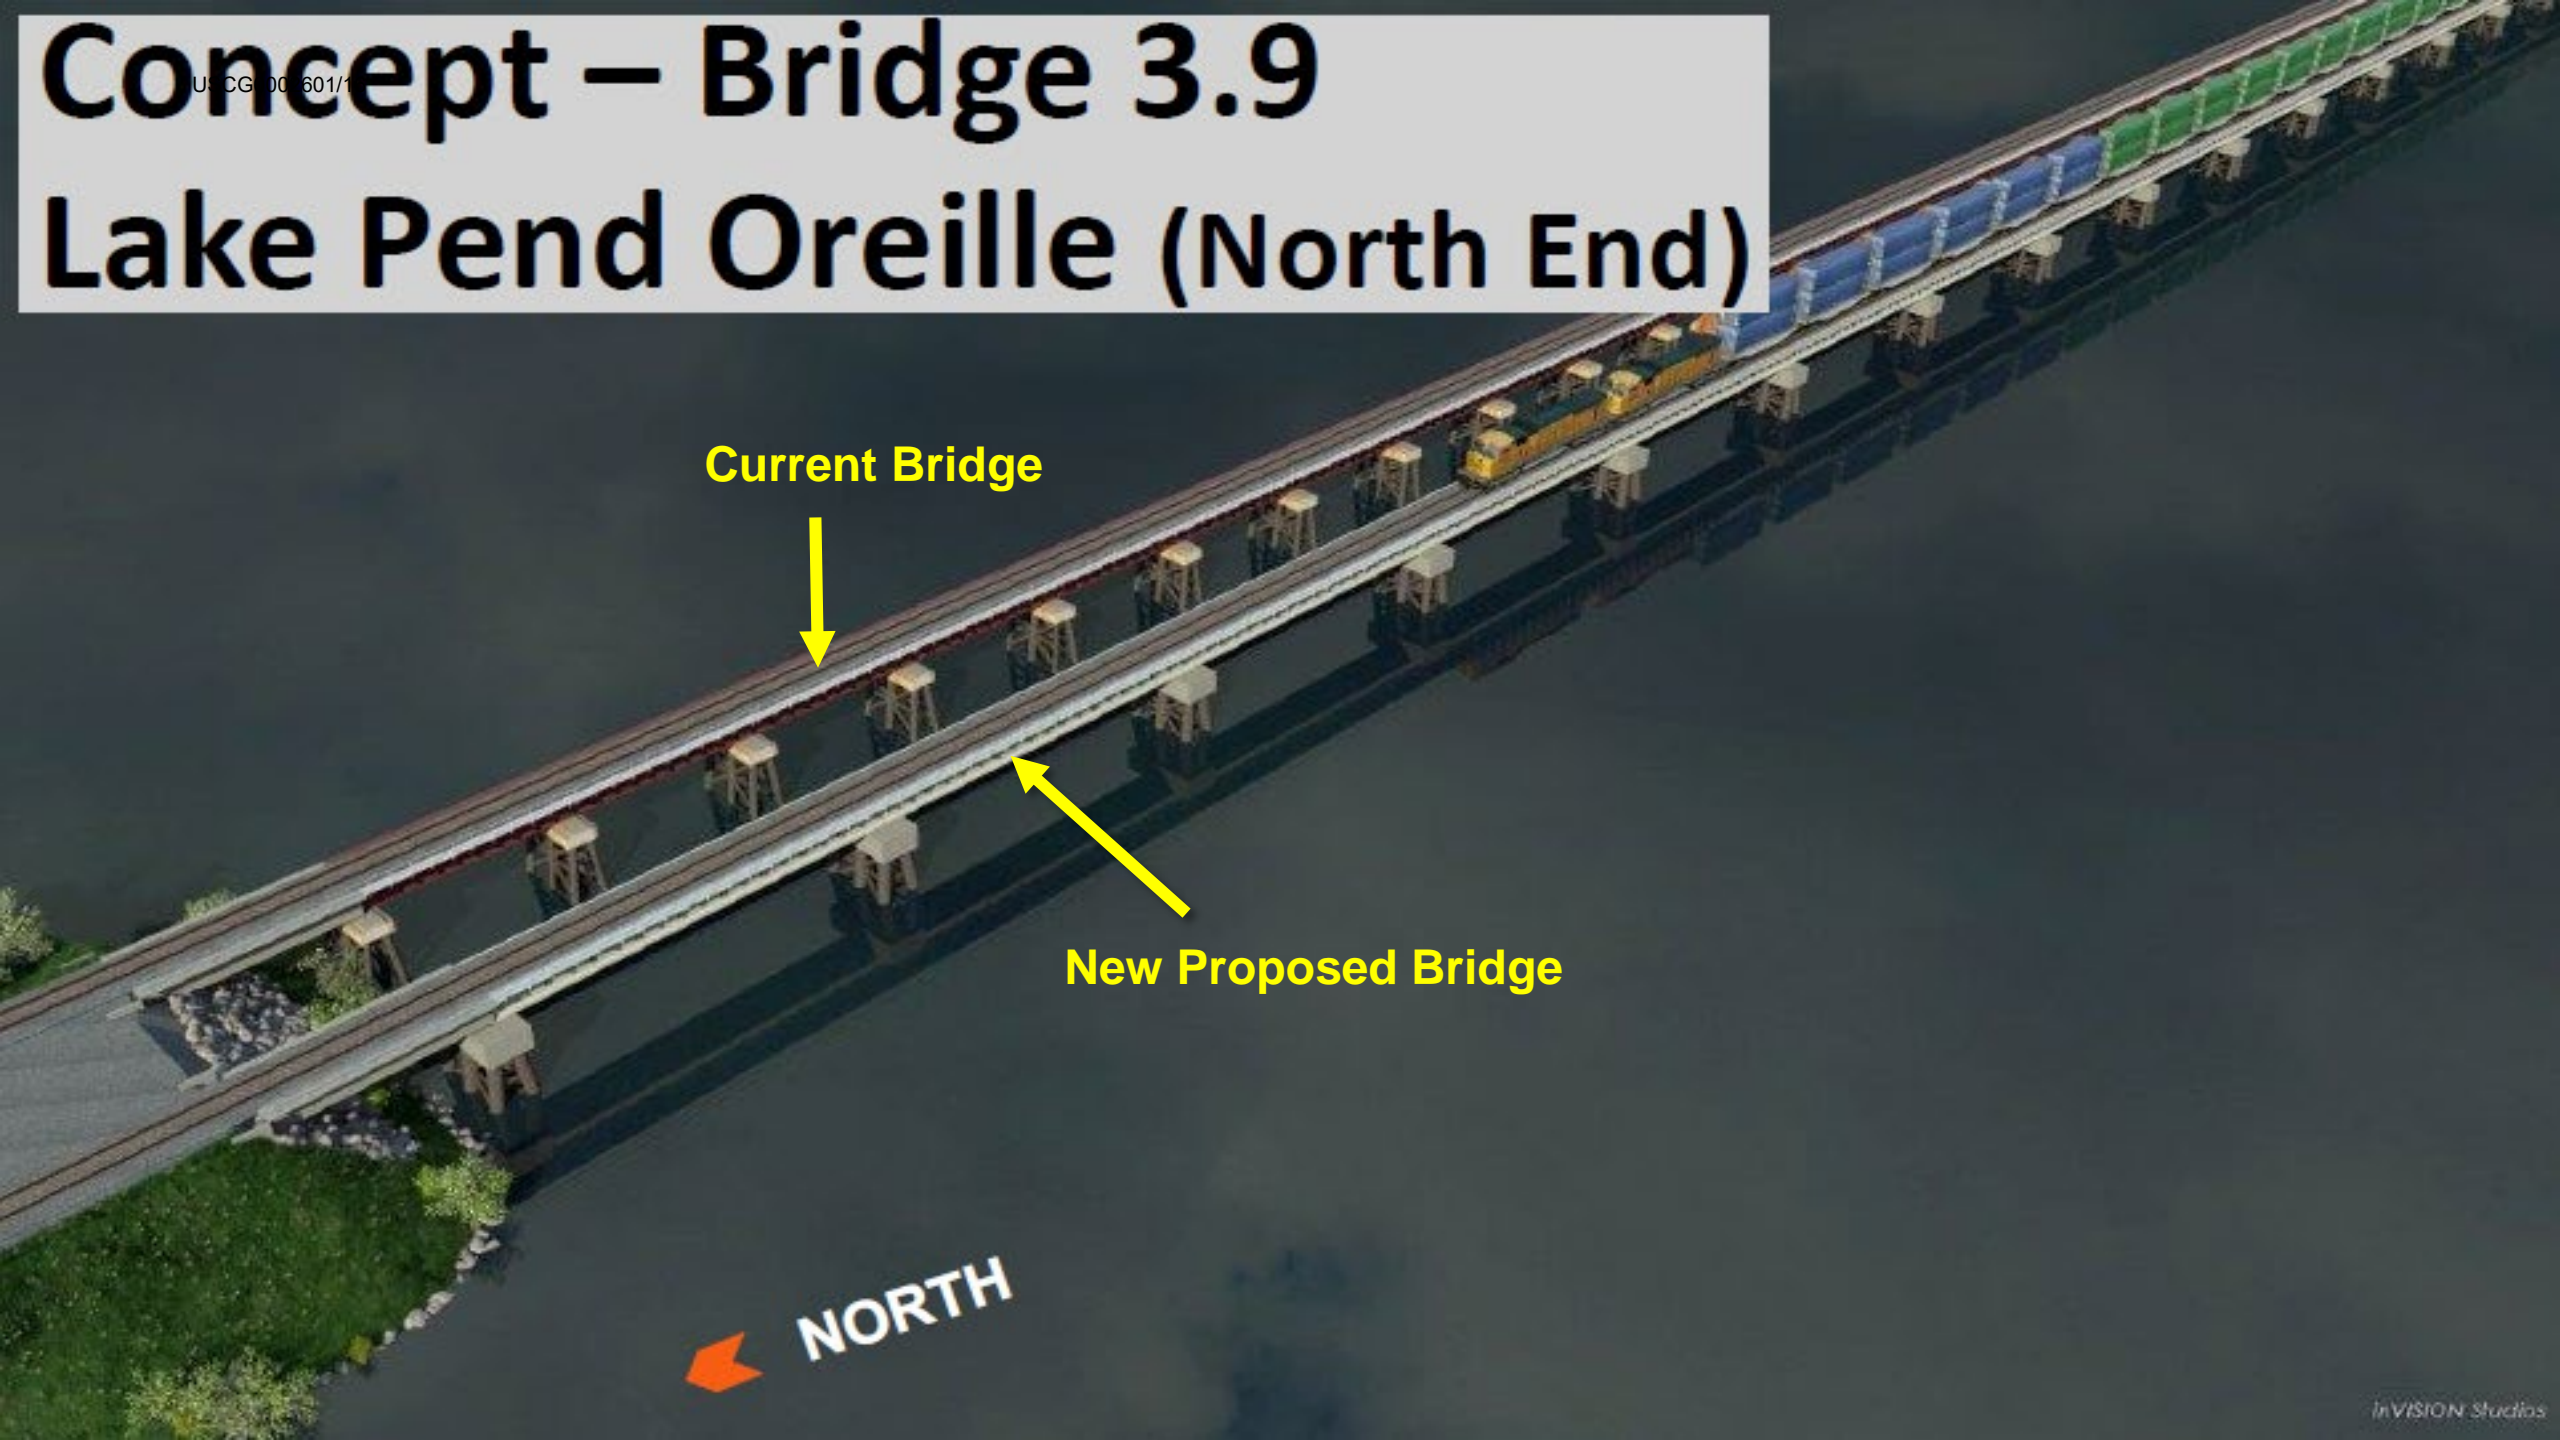 Concept – Bridge 3.9
Lake Pend Oreille (North End)
Current Bridge
New Proposed Bridge
NORTH
inVISION Studios